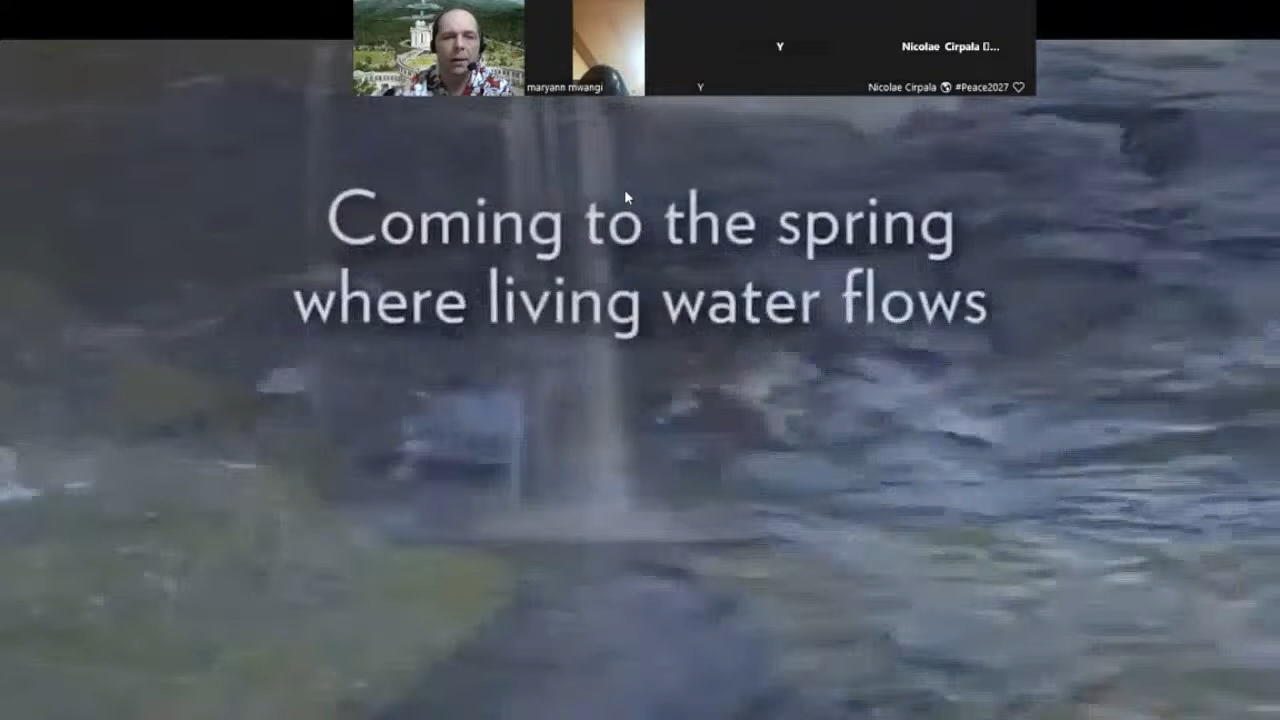 Y
Nicolae Cirpala ...
maryann mwangi
Y
Nicolae Cirpala #Peace2027
Coming to the spring
where living water flows